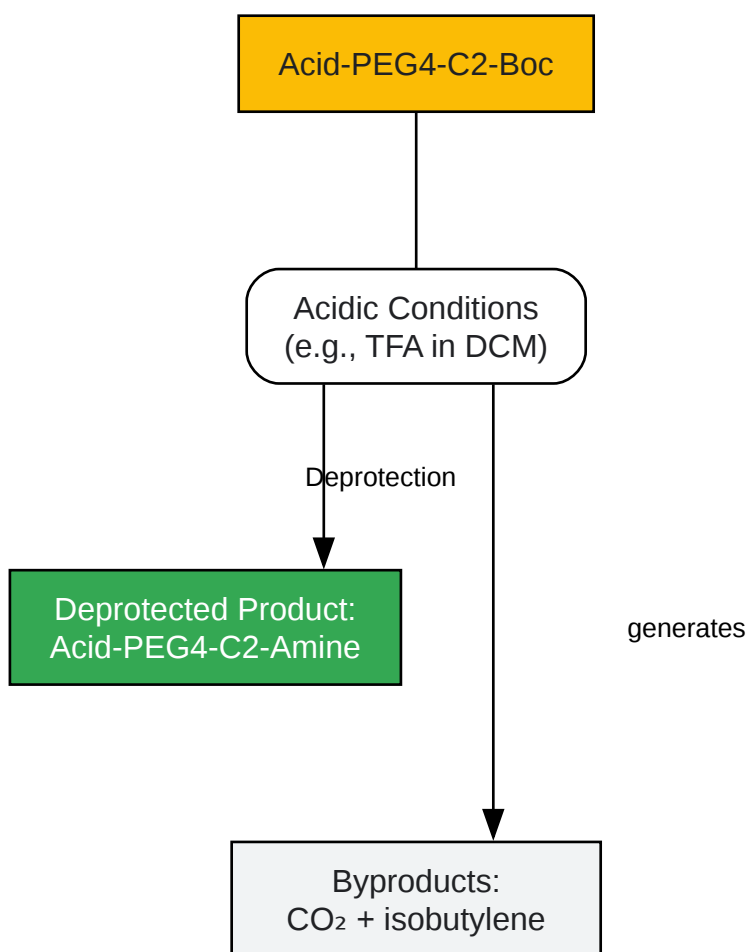 Acid-PEG4-C2-Boc
Acidic Conditions
(e.g., TFA in DCM)
Deprotection
Deprotected Product:
Acid-PEG4-C2-Amine
generates
Byproducts:
CO₂ + isobutylene